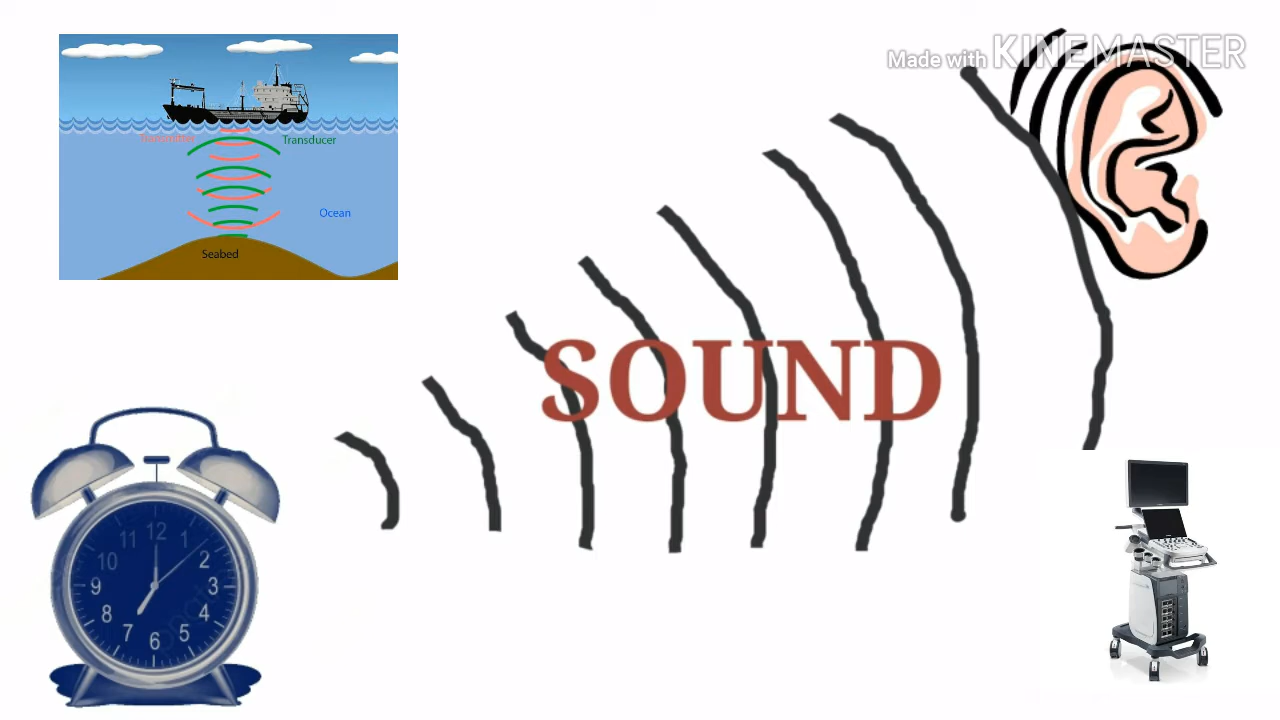 Made with KINEMASTER
Transmitter
Transducer
Ocean
Seabed
SOUND
12
11 1
10 2
9 3
8 4
7 5
6